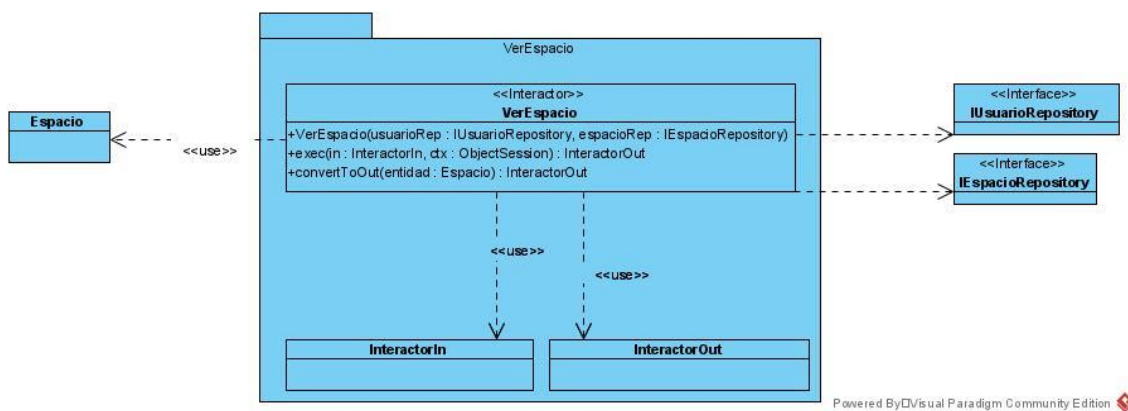 VerEspacio
<<Interactor>>
VerEspacio
+VerEspacio(usuarioRep : IUsuarioRepository, espacioRep : IEspacioRepository)
+exec(in : InteractorIn, ctx : ObjectSession) : InteractorOut
+convertToOut(entidad : Espacio) : InteractorOut
Espacio
<<use>>
<<Interface>>
IUsuarioRepository
<<Interface>>
IEspacioRepository
<<use>>
<<use>>
InteractorIn
InteractorOut
Powered By□Visual Paradigm Community Edition